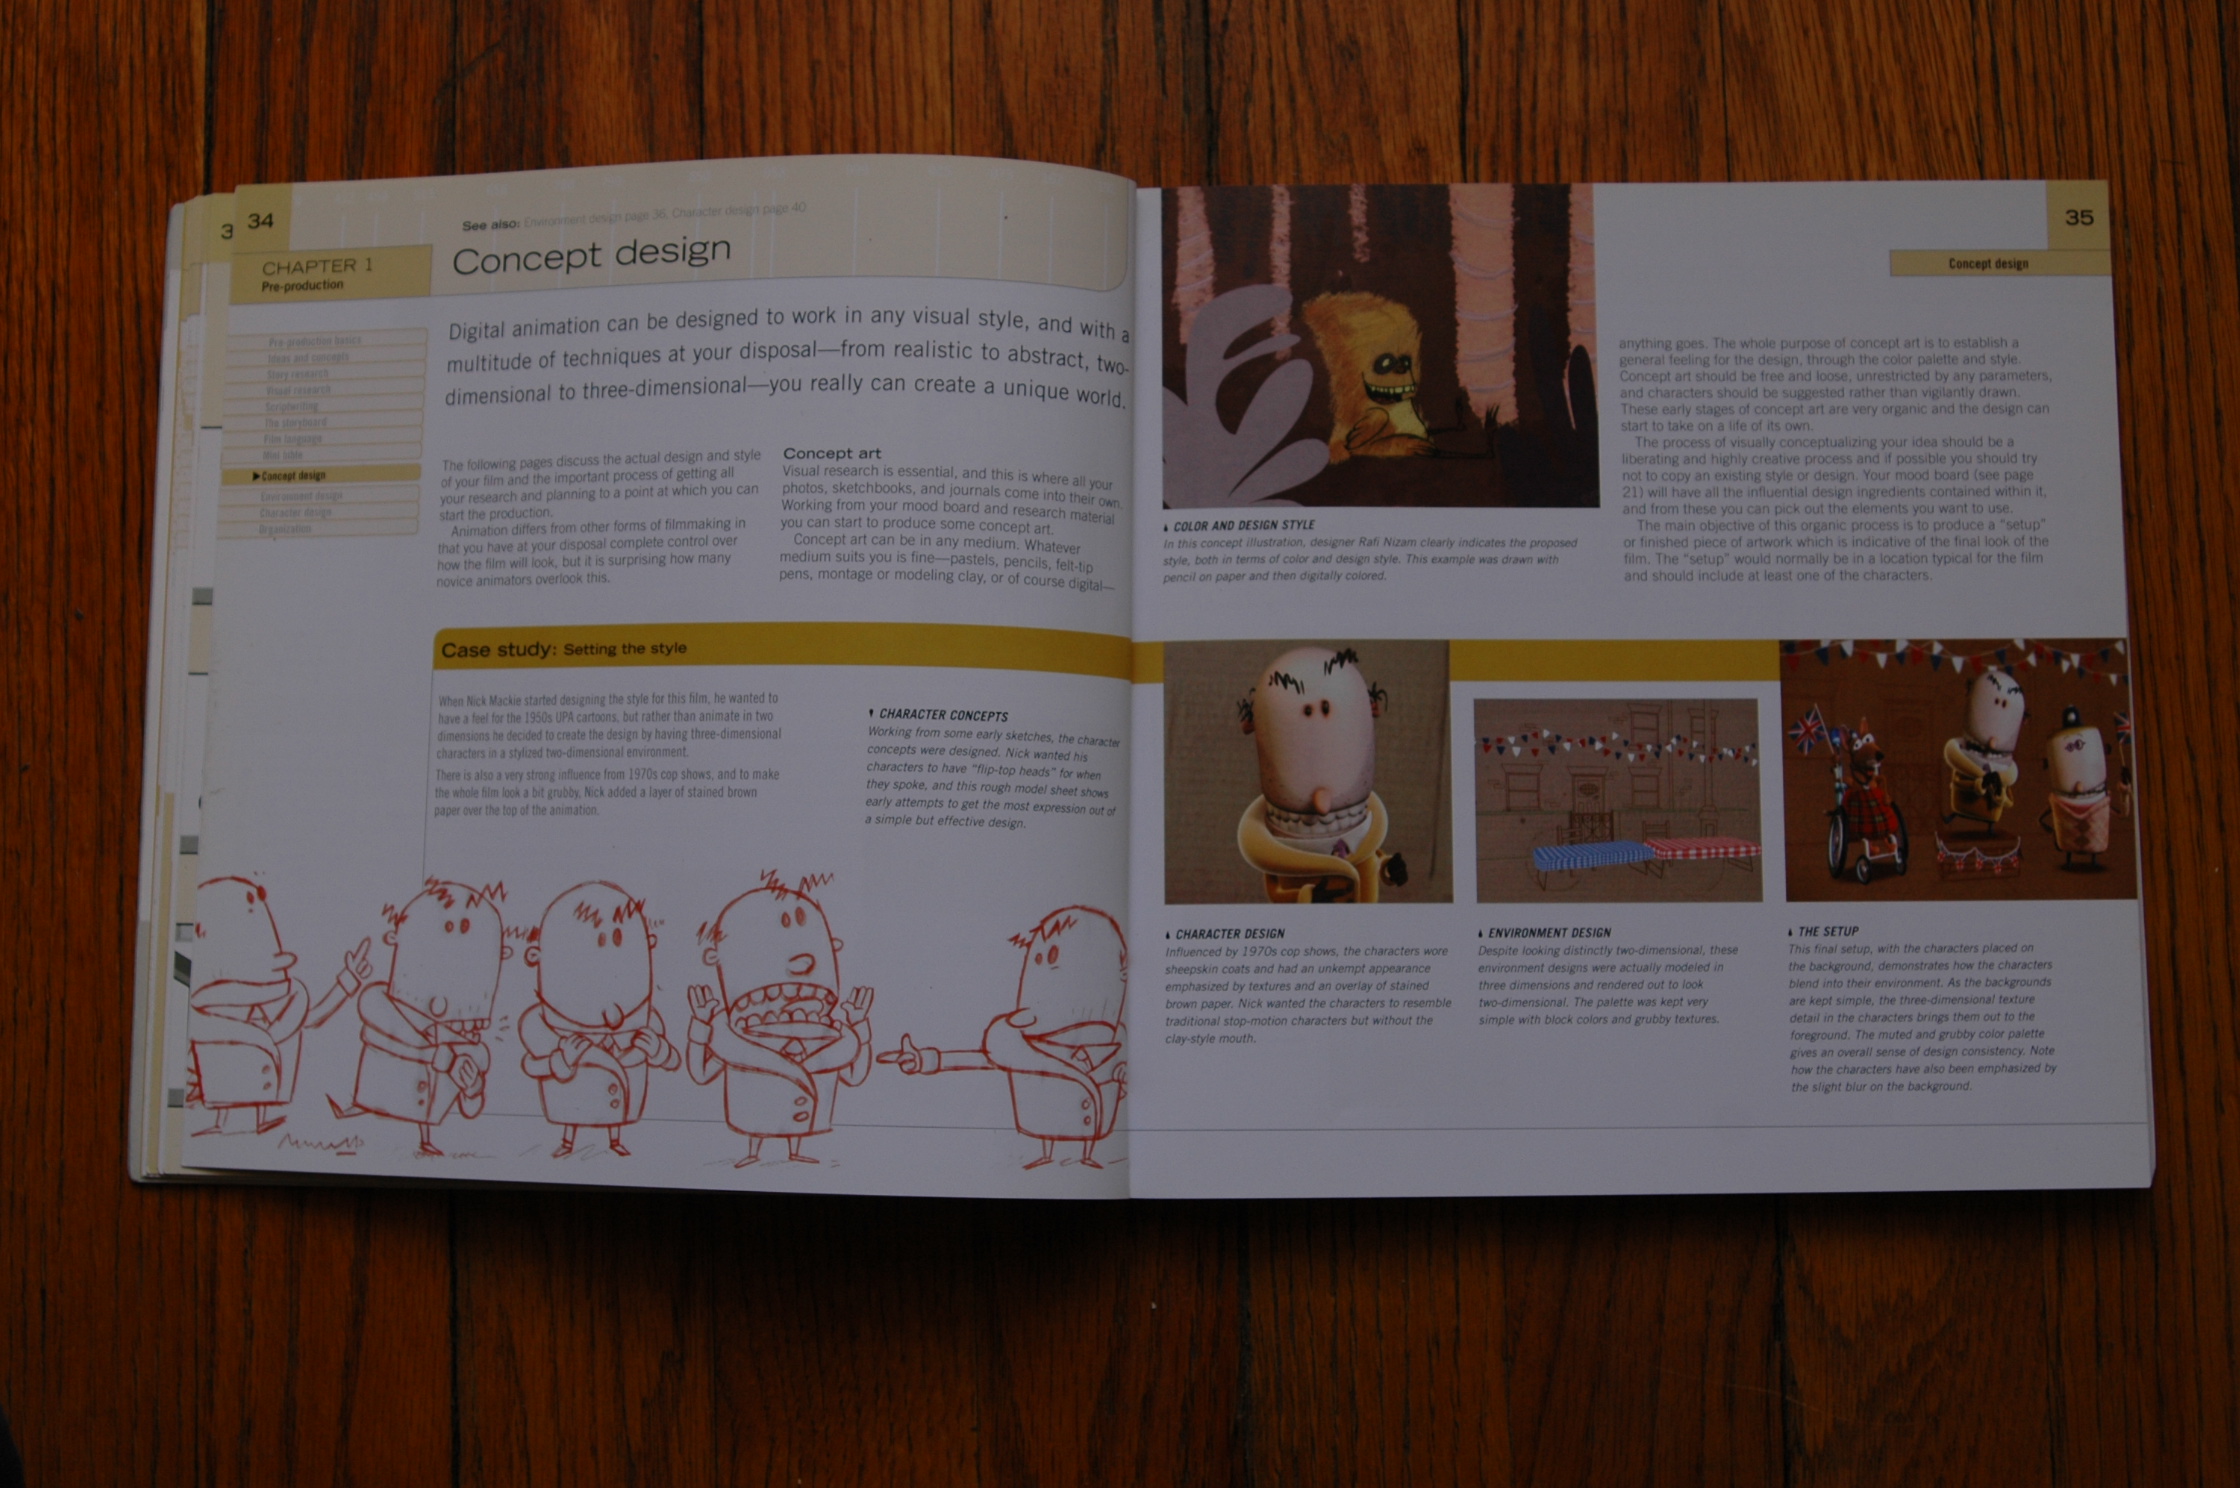 3
34
See also: Environment design page 36, Character design page 40
Concept design
CHAPTER 1
Pre-production
Pre-production basics
Ideas and concepts
Story research
Visual research
Scriptwriting
The storyboard
Film language
Concept design
Environment design
Character design
Organization
Digital animation can be designed to work in any visual style, and with a
multitude of techniques at your disposal—from realistic to abstract, two-
dimensional to three-dimensional—you really can create a unique world.
The following pages discuss the actual design and style
of your film and the important process of getting all
your research and planning to a point at which you can
start the production.
Animation differs from other forms of filmmaking in
that you have at your disposal complete control over
how the film will look, but it is surprising how many
novice animators overlook this.
Concept art
Visual research is essential, and this is where all your
photos, sketchbooks, and journals come into their own.
Working from your mood board and research material
you can start to produce some concept art.
Concept art can be in any medium. Whatever
medium suits you is fine—pastels, pencils, felt-tip
pens, montage or modeling clay, or of course digital—
Case study: Setting the style
When Nick Mackie started designing the style for this film, he wanted to
have a feel for the 1950s UPA cartoons, but rather than animate in two
dimensions he decided to create the design by having three-dimensional
characters in a stylized two-dimensional environment.
There is also a very strong influence from 1970s cop shows, and to make
the whole film look a bit grubby, Nick added a layer of stained brown
paper over the top of the animation.
CHARACTER CONCEPTS
Working from some early sketches, the character
concepts were designed. Nick wanted his
characters to have "flip-top heads" for when
they spoke, and this rough model sheet shows
early attempts to get the most expression out of
a simple but effective design.
35
Concept design
COLOR AND DESIGN STYLE
In this concept illustration, designer Rafi Nizam clearly indicates the proposed
style, both in terms of color and design style. This example was drawn with
pencil on paper and then digitally colored.
anything goes. The whole purpose of concept art is to establish a
general feeling for the design, through the color palette and style.
Concept art should be free and loose, unrestricted by any parameters,
and characters should be suggested rather than vigilantly drawn.
These early stages of concept art are very organic and the design can
start to take on a life of its own.
The process of visually conceptualizing your idea should be a
liberating and highly creative process and if possible you should try
not to copy an existing style or design. Your mood board (see page
21) will have all the influential design ingredients contained within it,
and from these you can pick out the elements you want to use.
The main objective of this organic process is to produce a "setup"
or finished piece of artwork which is indicative of the final look of the
film. The "setup" would normally be in a location typical for the film
and should include at least one of the characters.
CHARACTER DESIGN
Influenced by 1970s cop shows, the characters wore
sheepskin coats and had an unkempt appearance
emphasized by textures and an overlay of stained
brown paper. Nick wanted the characters to resemble
traditional stop-motion characters but without the
clay-style mouth.
ENVIRONMENT DESIGN
Despite looking distinctly two-dimensional, these
environment designs were actually modeled in
three dimensions and rendered out to look
two-dimensional. The palette was kept very
simple with block colors and grubby textures.
THE SETUP
This final setup, with the characters placed on
the background, demonstrates how the characters
blend into their environment. As the backgrounds
are kept simple, the three-dimensional texture
detail in the characters brings them out to the
foreground. The muted and grubby color palette
gives an overall sense of design consistency. Note
how the characters have also been emphasized by
the slight blur on the background.